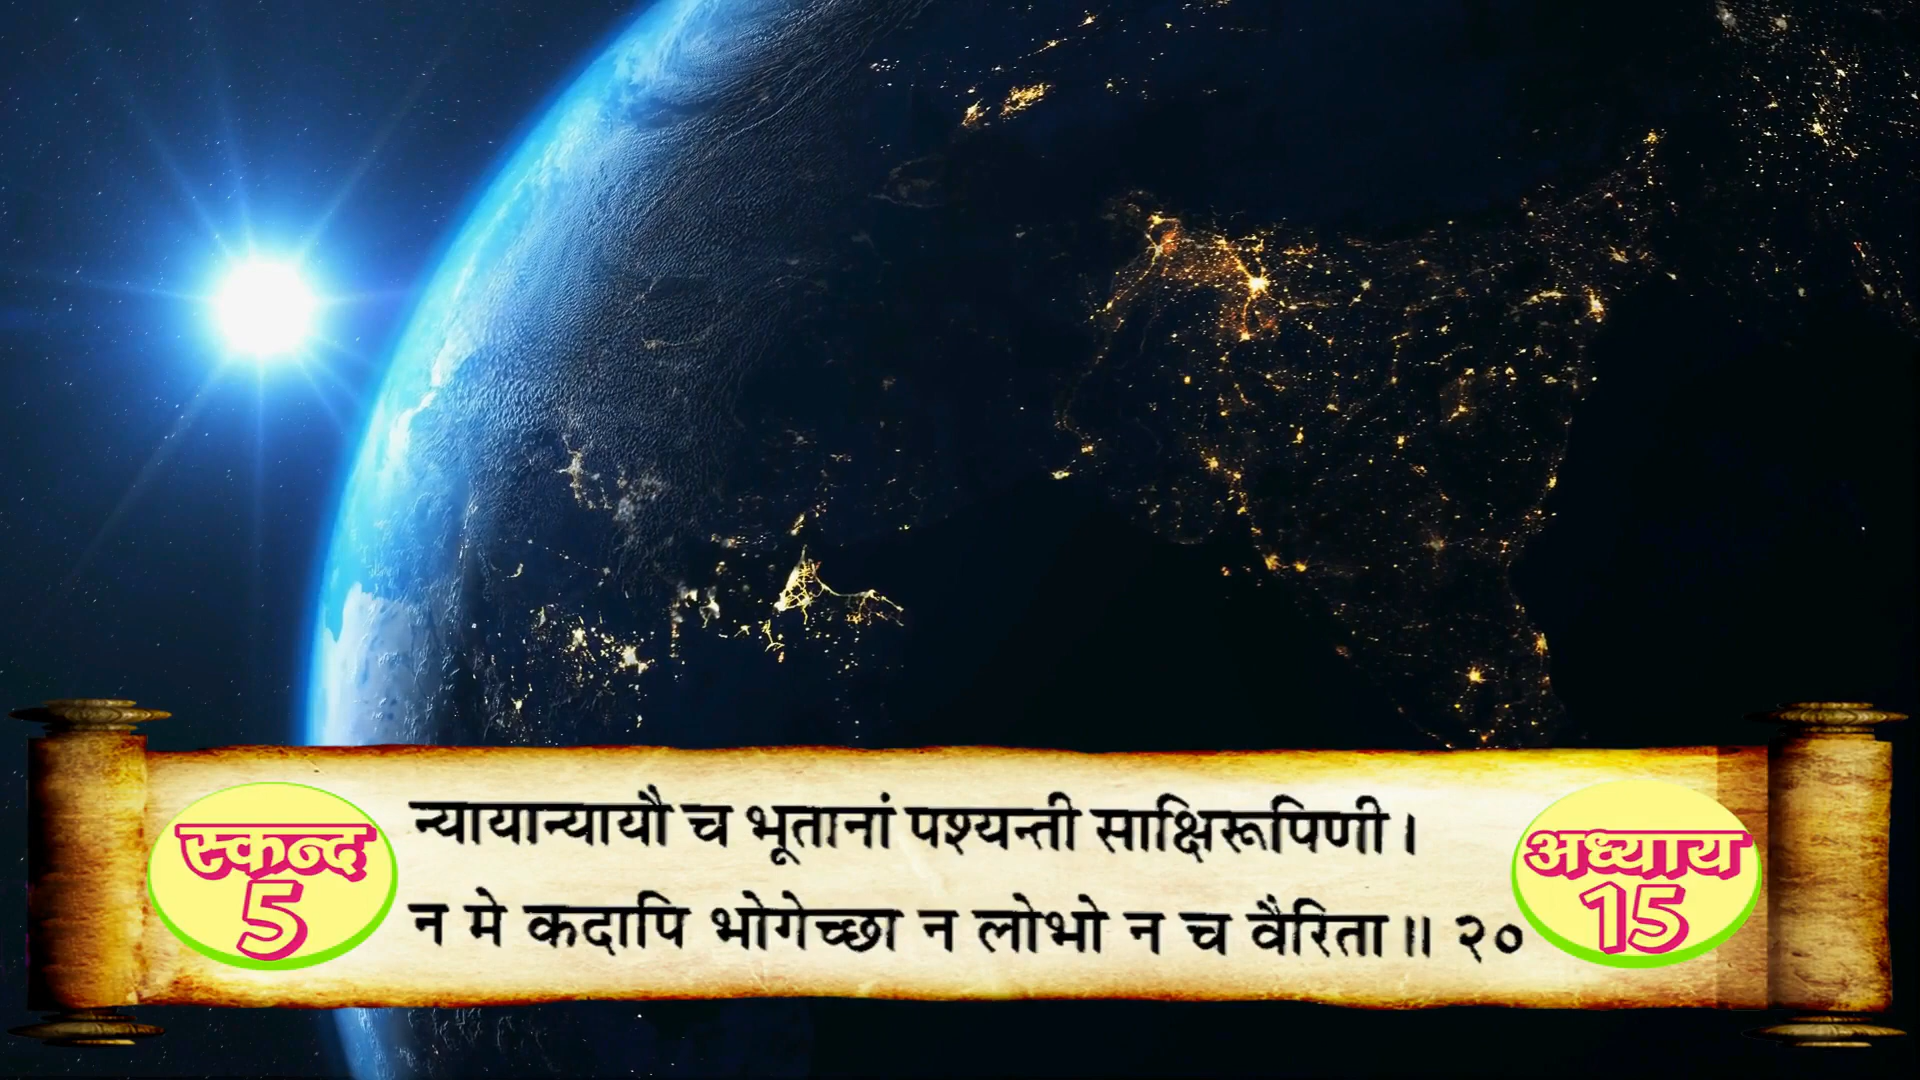 स्कन्द
5
न्यायान्यायौ च भूतानां पश्यन्ती साक्षिरूपिणी।
न मे कदापि भोगेच्छा न लोभो न च वैरिता॥ २०
अध्याय
15